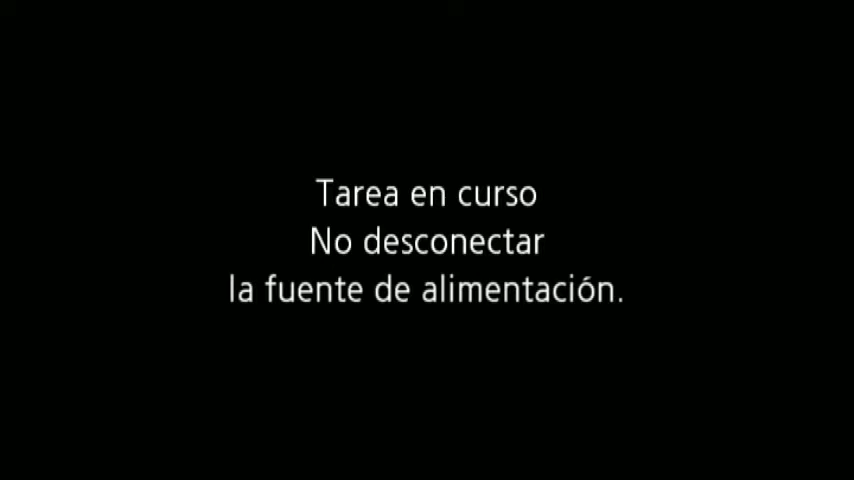 Tarea en curso
No desconectar
la fuente de alimentación.